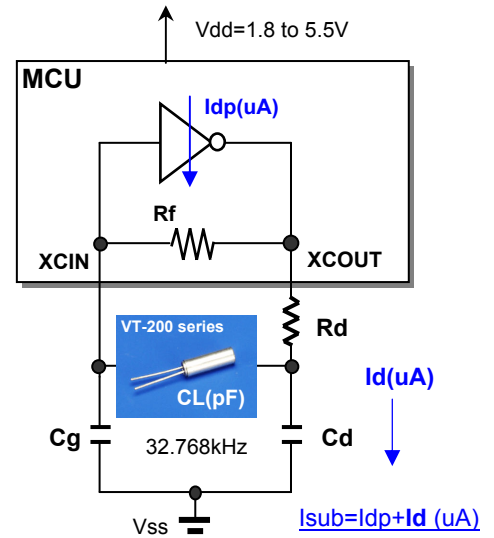 Vdd=1.8 to 5.5V
MCU
Idp(uA)
Rf
XCIN
XCOUT
VT-200 series
Rd
CL(pF)
Id(uA)
Cg
32.768kHz
Cd
Vss
Isub=Idp+Id (uA)